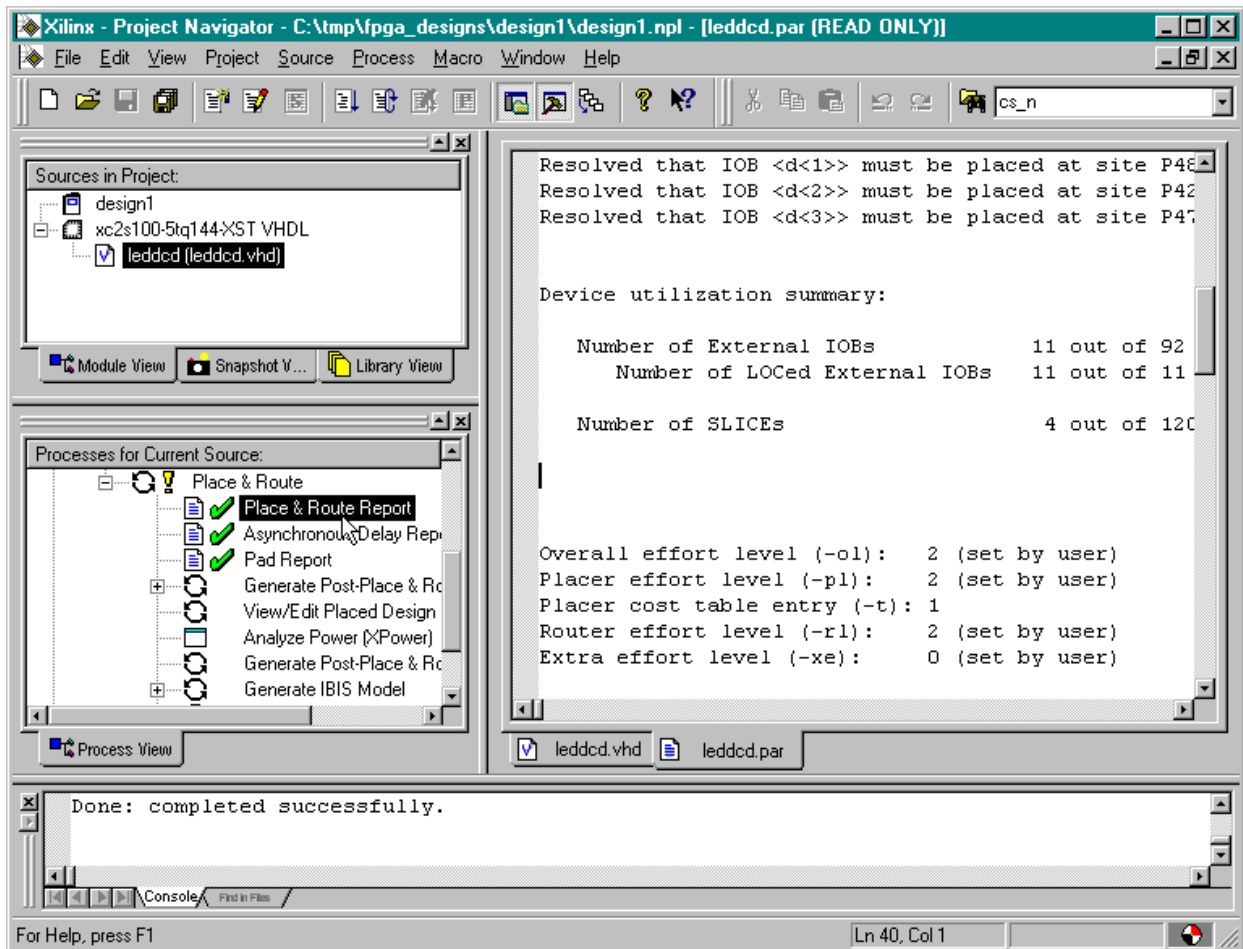 Xilinx - Project Navigator - C:\tmp\fpga_designs\design1\design1.npl - [leddcd.par (READ ONLY)]
File Edit View Project Source Process Macro Window Help
cs_n
Sources in Project:
design1
xc2s100-5tq144-XST VHDL
leddcd (leddcd.vhd)
Module View Snapshot V... Library View
Processes for Current Source:
Place & Route
Place & Route Report
Asynchronous Delay Repo
Pad Report
Generate Post-Place & Ro
View/Edit Placed Design
Analyze Power (XPower)
Generate Post-Place & Ro
Generate IBIS Model
Process View
Resolved that IOB <d<1>> must be placed at site P48
Resolved that IOB <d<2>> must be placed at site P42
Resolved that IOB <d<3>> must be placed at site P47
Device utilization summary:
Number of External IOBs 11 out of 92
Number of LOCed External IOBs 11 out of 11
Number of SLICEs 4 out of 120
Overall effort level (-ol): 2 (set by user)
Placer effort level (-pl): 2 (set by user)
Placer cost table entry (-t): 1
Router effort level (-rl): 2 (set by user)
Extra effort level (-xe): 0 (set by user)
leddcd.vhd leddcd.par
Done: completed successfully.
Console Find in Files
For Help, press F1 Ln 40, Col 1